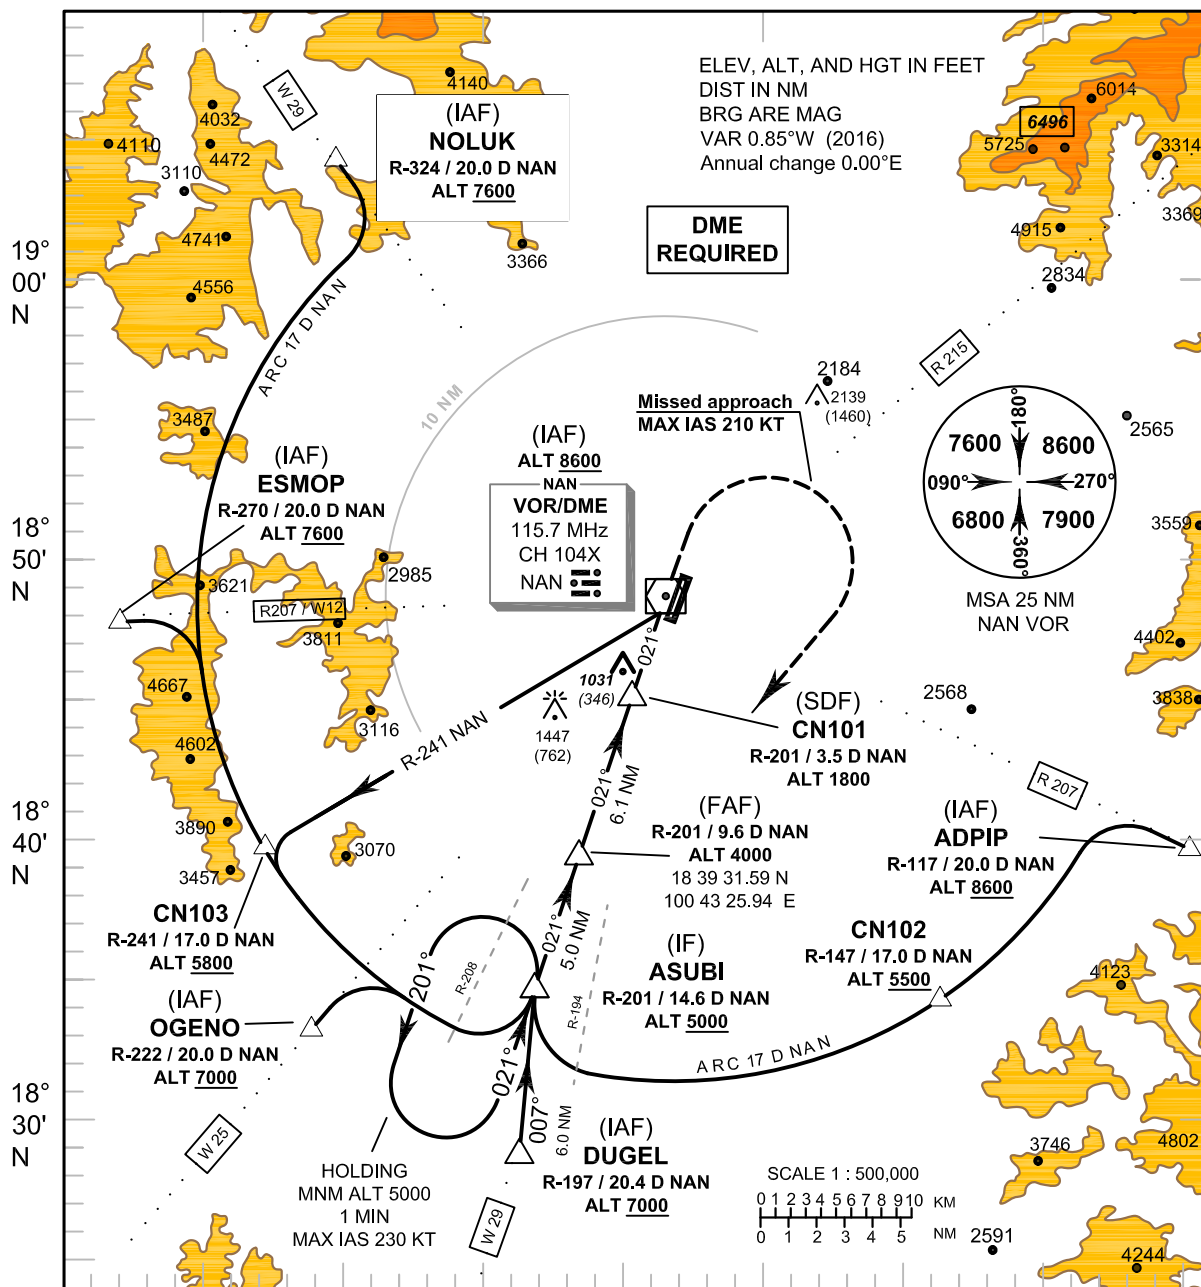 ELEV, ALT, AND HGT IN FEET
DIST IN NM
BRG ARE MAG
VAR 0.85°W (2016)
Annual change 0.00°E
DME
REQUIRED
(IAF)
NOLUK
R-324 / 20.0 D NAN
ALT 7600
W 29
4140
4032
4110
4472
3110
4741
4556
3366
6014
6496
5725
3314
3369
4915
2834
19°
00'
N
ARC 17 D NAN
10 NM
R 215
2184
2139
(1460)
Missed approach
MAX IAS 210 KT
2565
3487
(IAF)
ESMOP
R-270 / 20.0 D NAN
ALT 7600
(IAF)
ALT 8600
NAN
VOR/DME
115.7 MHz
CH 104X
NAN
180°
7600
8600
090°
270°
6800
7900
360°
MSA 25 NM
NAN VOR
3559
18°
50'
N
2985
3621
R207 / W12
3811
4402
3838
4667
3116
4602
R-241 NAN
021°
1031
(346)
1447
(762)
2568
(SDF)
CN101
R-201 / 3.5 D NAN
ALT 1800
R 207
021°
6.1 NM
(FAF)
R-201 / 9.6 D NAN
ALT 4000
18 39 31.59 N
100 43 25.94 E
(IAF)
ADPIP
R-117 / 20.0 D NAN
ALT 8600
18°
40'
N
3890
3070
3457
CN103
R-241 / 17.0 D NAN
ALT 5800
201°
R-208
021°
5.0 NM
R-194
(IF)
ASUBI
R-201 / 14.6 D NAN
ALT 5000
CN102
R-147 / 17.0 D NAN
ALT 5500
4123
(IAF)
OGENO
R-222 / 20.0 D NAN
ALT 7000
ARC 17 D NAN
18°
30'
N
W 25
021°
007°
6.0 NM
(IAF)
DUGEL
R-197 / 20.4 D NAN
ALT 7000
W 29
HOLDING
MNM ALT 5000
1 MIN
MAX IAS 230 KT
SCALE 1 : 500,000
0 1 2 3 4 5 6 7 8 9 10 KM
0 1 2 3 4 5 NM
3746
4802
2591
4244